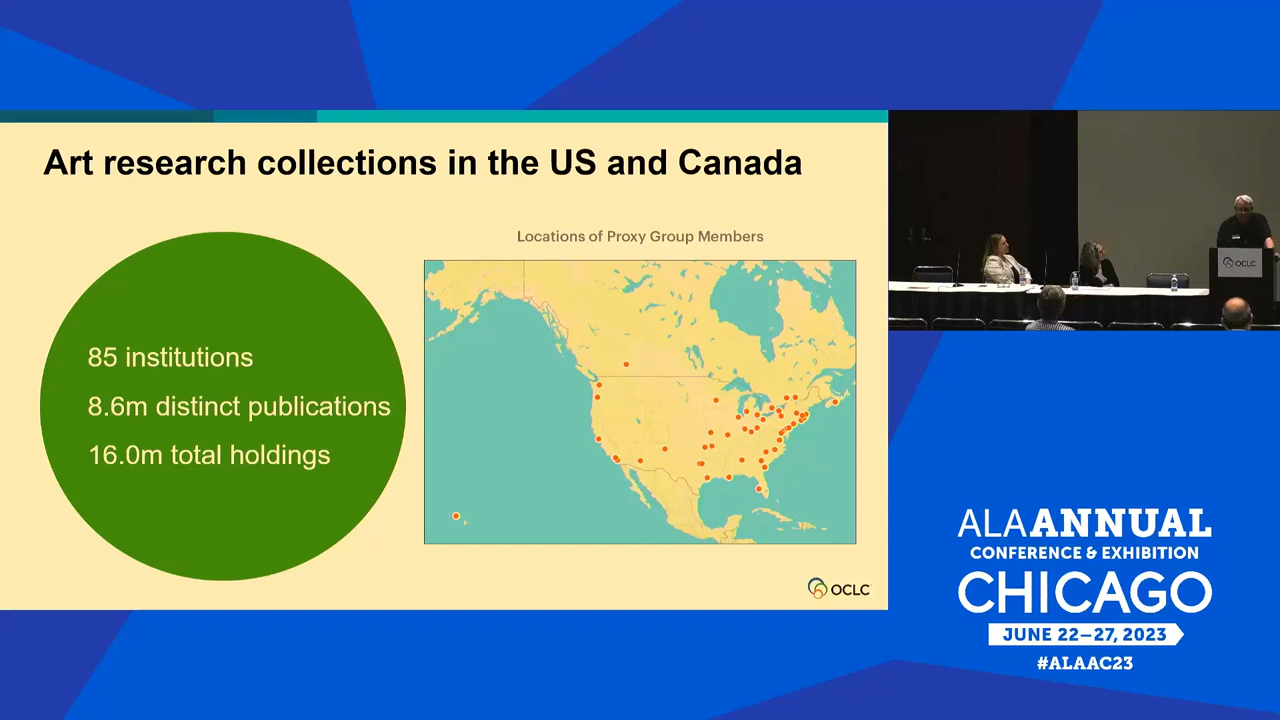 Art research collections in the US and Canada
Locations of Proxy Group Members
85 institutions
8.6m distinct publications
16.0m total holdings
OCLC
OCLC
ALA ANNUAL
CONFERENCE & EXHIBITION
CHICAGO
JUNE 22–27, 2023
#ALAAC23